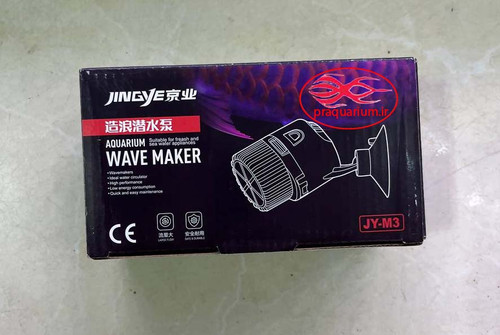 JINGYE京业
praquarium.ir
造浪潜水泵
AQUARIUM Suitable for freash and sea water appliances
WAVE MAKER
•Wavemakers
•Ideal water circulator
•High performance
•Low energy consumption
•Quick and easy maintenance
CE
流量大
LARGE FLOW
安全耐用
SAFE & DURABLE
JY-M3